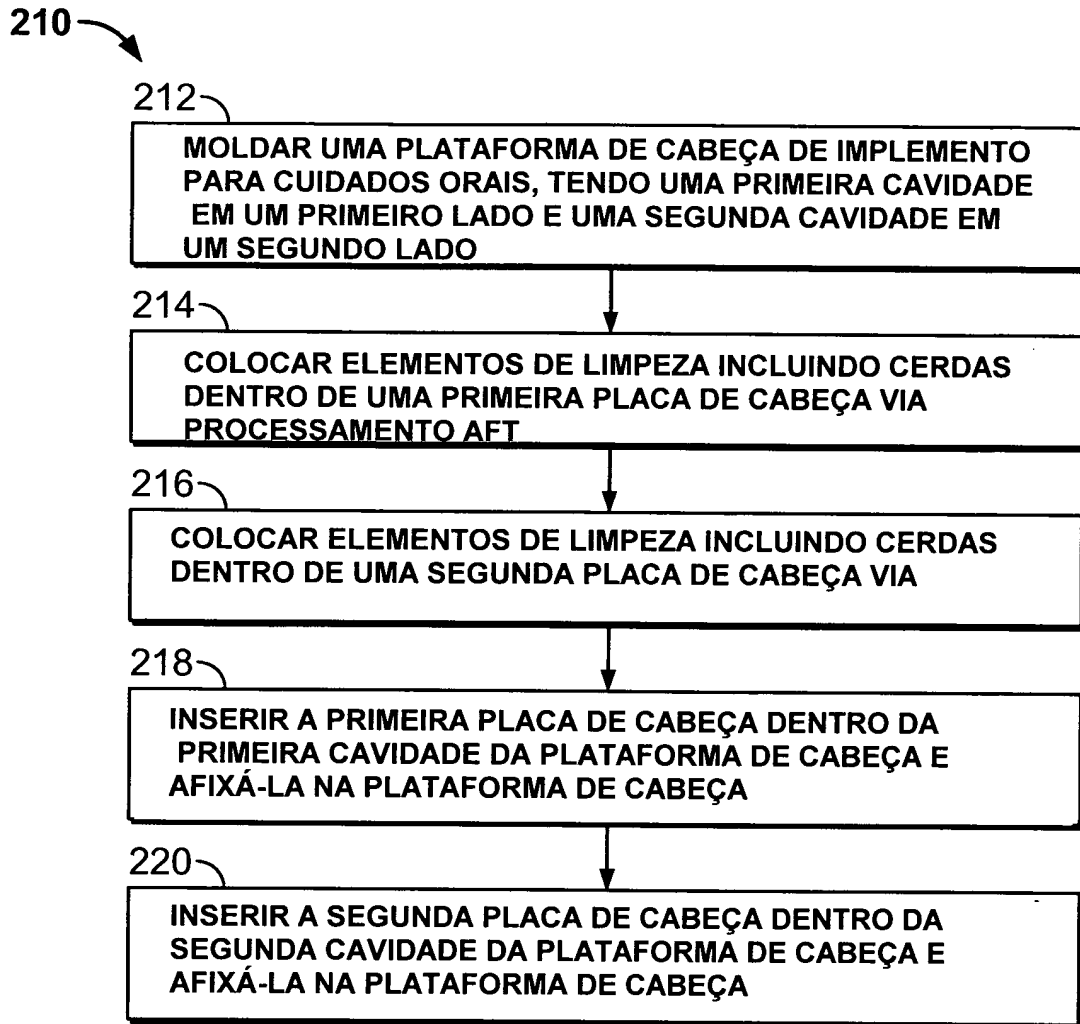 210
212
MOLDAR UMA PLATAFORMA DE CABEÇA DE IMPLEMENTO
PARA CUIDADOS ORAIS, TENDO UMA PRIMEIRA CAVIDADE
EM UM PRIMEIRO LADO E UMA SEGUNDA CAVIDADE EM
UM SEGUNDO LADO
214
COLOCAR ELEMENTOS DE LIMPEZA INCLUINDO CERDAS
DENTRO DE UMA PRIMEIRA PLACA DE CABEÇA VIA
PROCESSAMENTO AFT
216
COLOCAR ELEMENTOS DE LIMPEZA INCLUINDO CERDAS
DENTRO DE UMA SEGUNDA PLACA DE CABEÇA VIA
218
INSERIR A PRIMEIRA PLACA DE CABEÇA DENTRO DA
PRIMEIRA CAVIDADE DA PLATAFORMA DE CABEÇA E
AFIXÁ-LA NA PLATAFORMA DE CABEÇA
220
INSERIR A SEGUNDA PLACA DE CABEÇA DENTRO DA
SEGUNDA CAVIDADE DA PLATAFORMA DE CABEÇA E
AFIXÁ-LA NA PLATAFORMA DE CABEÇA